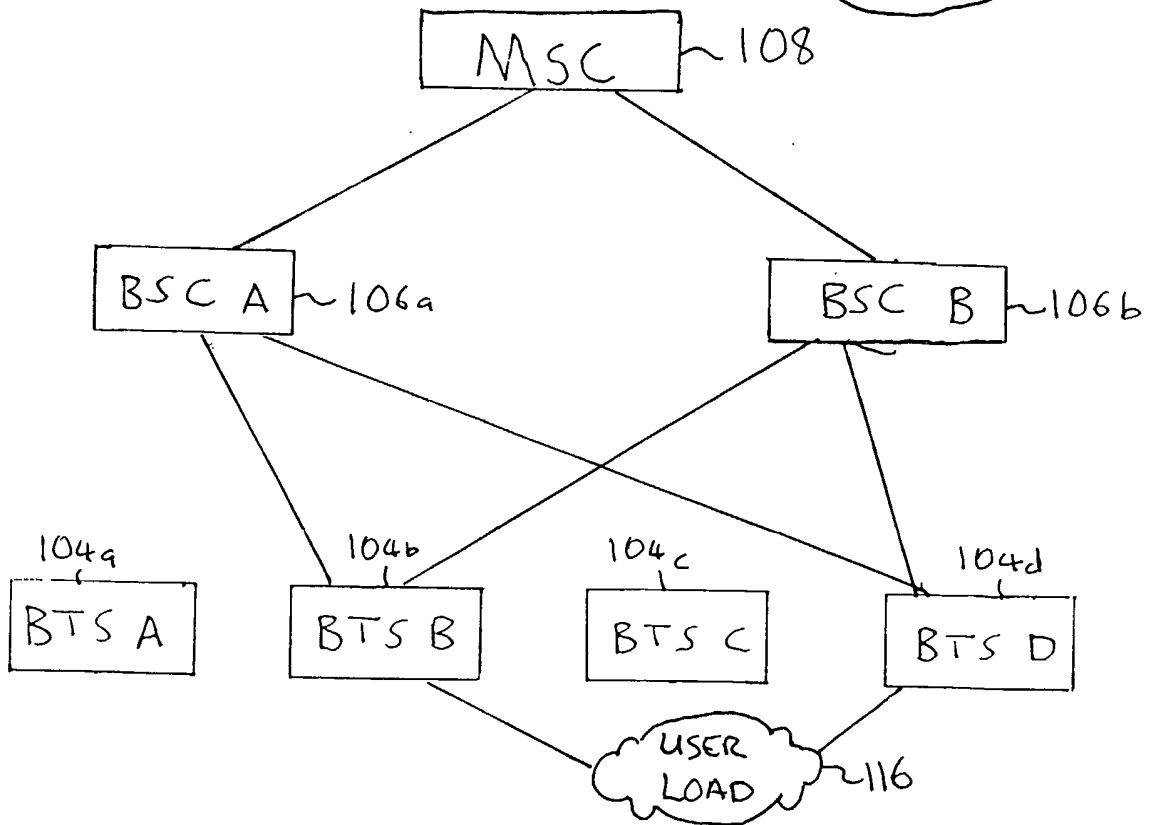 MSC
108
BSC A
106a
BSC B
106b
104a
104b
104c
104d
BTS A
BTS B
BTS C
BTS D
USER
LOAD
116